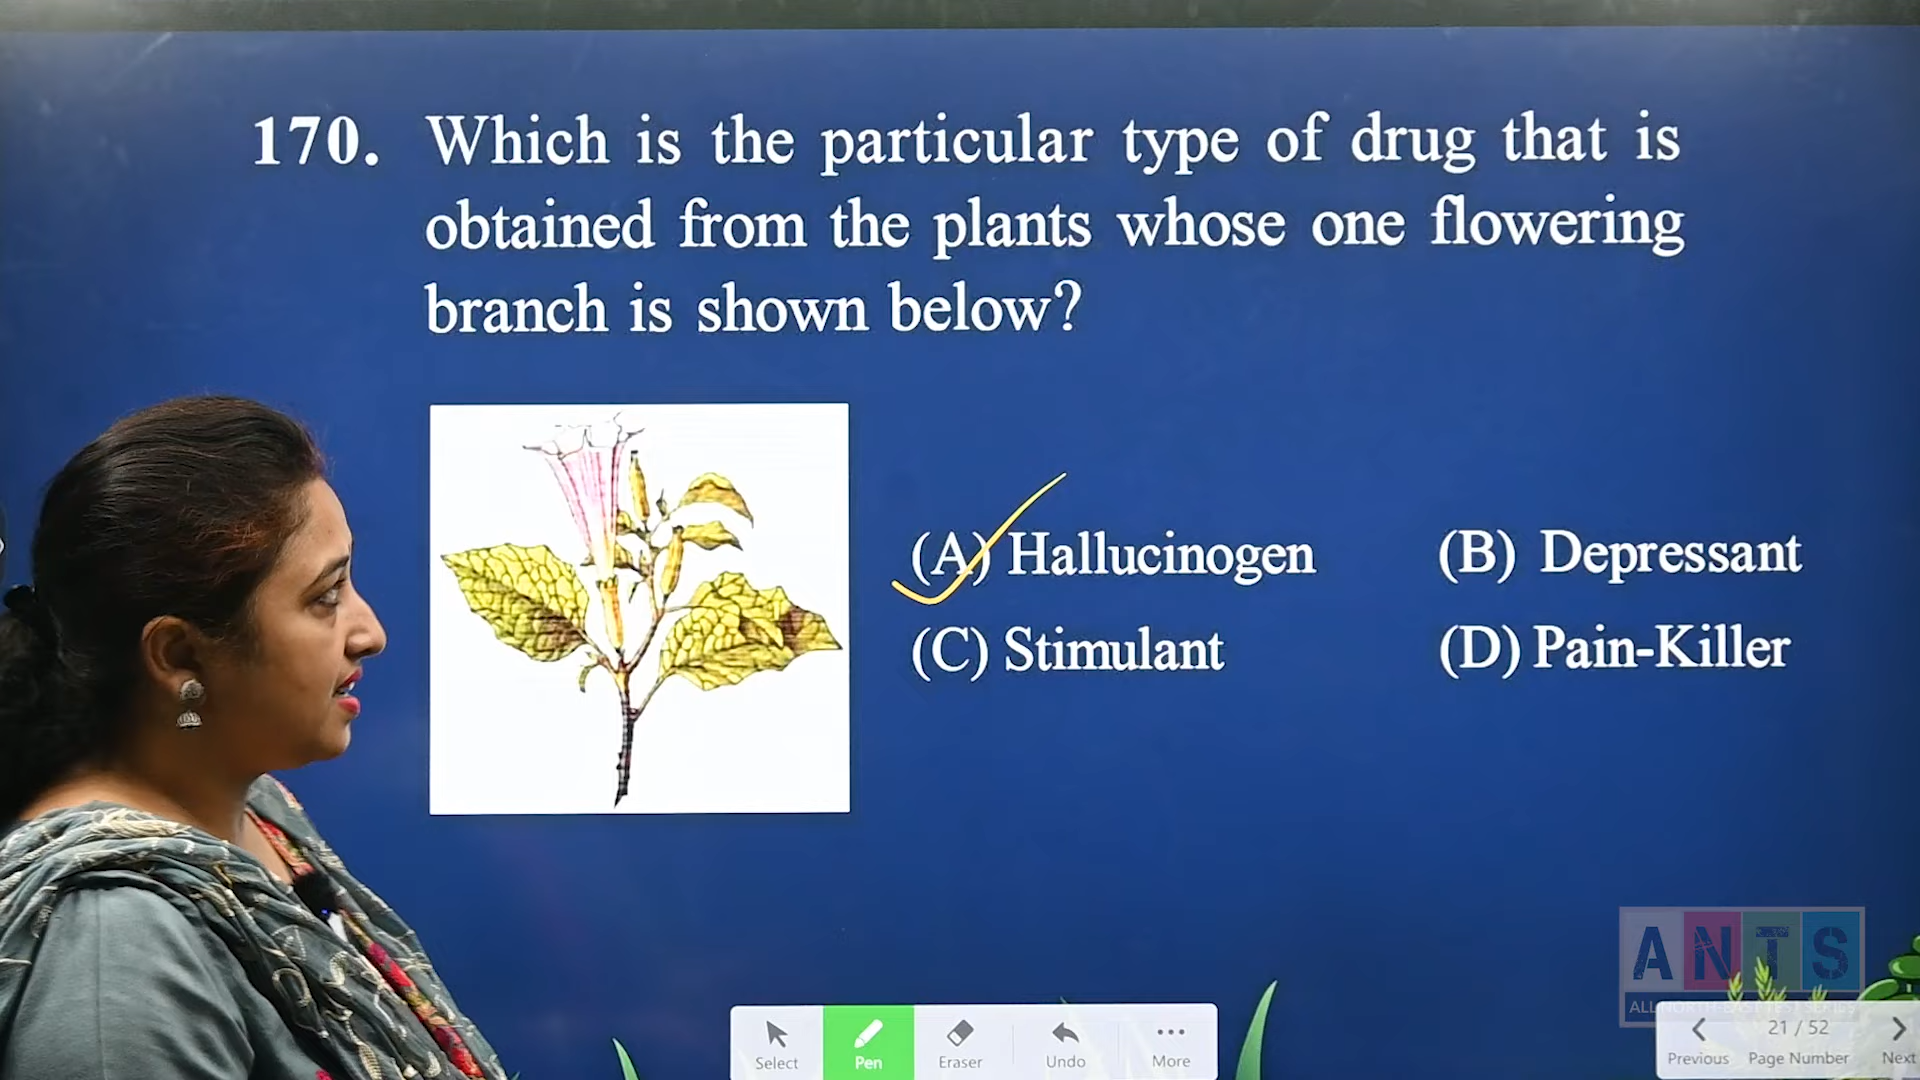 170. Which is the particular type of drug that is
obtained from the plants whose one flowering
branch is shown below?
(A) Hallucinogen (B) Depressant
(C) Stimulant (D) Pain-Killer
ANTS
Select Pen Eraser Undo More
21 / 52
Previous Page Number Next